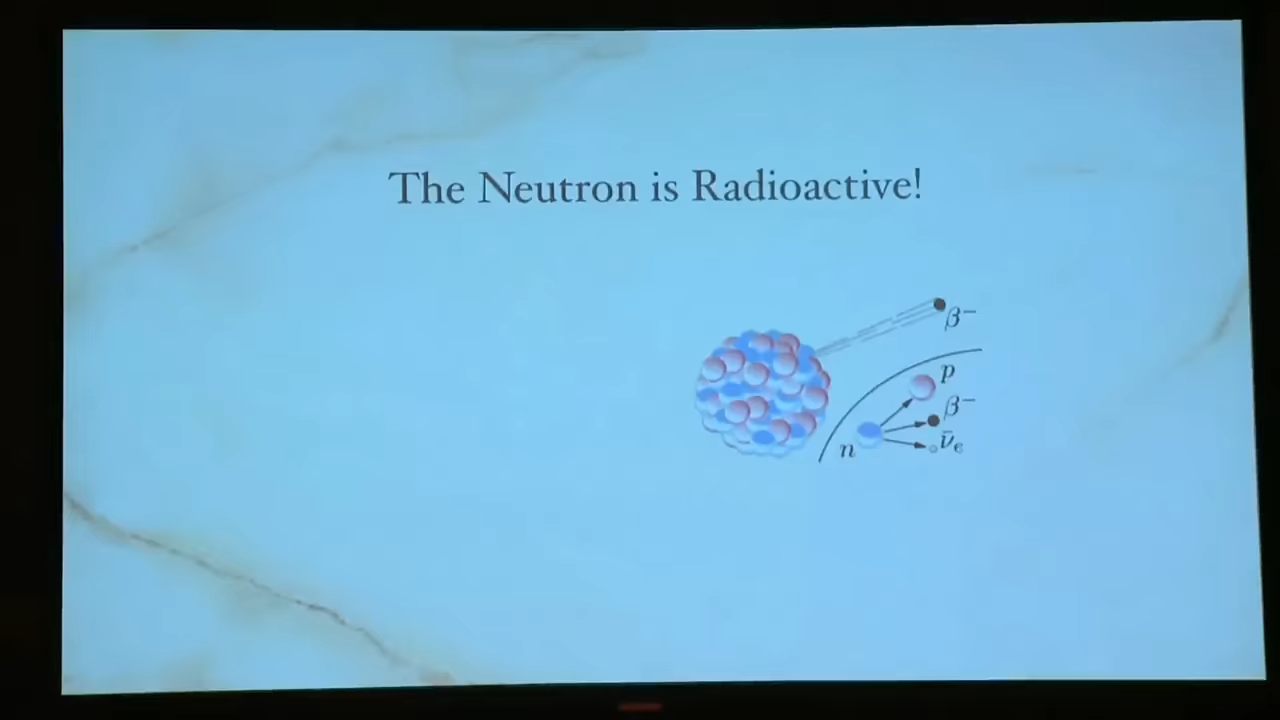 The Neutron is Radioactive!
β⁻
p
β⁻
n
ν̄ₑ